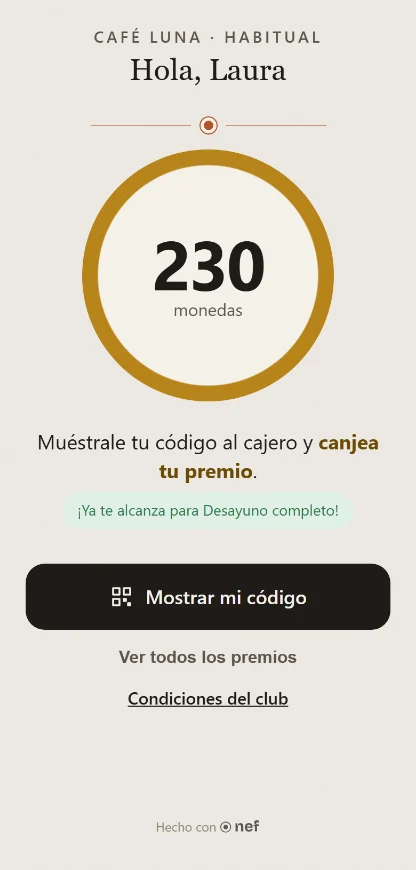 CAFÉ LUNA · HABITUAL
Hola, Laura
230
monedas
Muéstrale tu código al cajero y canjea
tu premio.
¡Ya te alcanza para Desayuno completo!
Mostrar mi código
Ver todos los premios
Condiciones del club
Hecho con nef